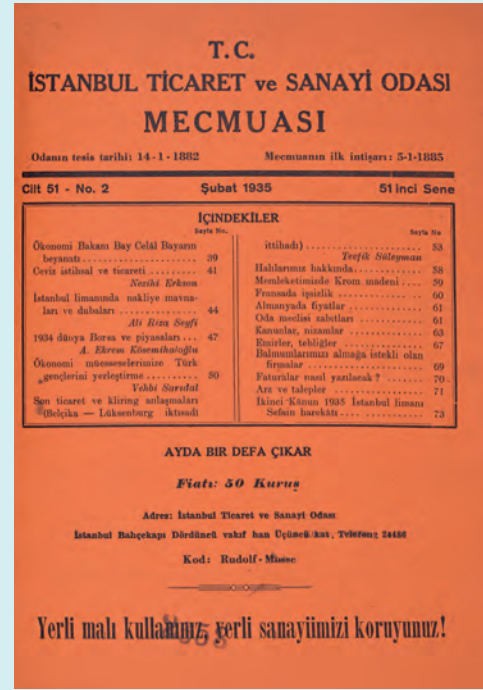 T.C.
İSTANBUL TİCARET ve SANAYİ ODASI
MECMUASI
Odanın tesis tarihi: 14-1-1882 Mecmuanın ilk intişarı: 5-1-1885
Cilt 51 - No. 2 Şubat 1935 51 inci Sene
İÇİNDEKİLER
Sayfa No.
Ökonomi Bakanı Bay Celâl Bayarın
beyanatı 39
Ceviz istihsal ve ticareti 41
Nezihi Erkson
İstanbul limanında nakliye mavna-
ları ve dubaları 44
Ali Rıza Seyfi
1934 dünya Borsa ve piyasaları 47
A. Ekrem Kösemihaloğlu
Ökonomi müesseselerimize Türk
gençlerini yerleştirme 50
Vehbi Sarıdal
Son ticaret ve kliring anlaşmaları
(Belçika — Lüksenburg iktısadî
Sayfa No
ittihadı) 53
Tevfik Süleyman
Halılarımız hakkında 58
Memleketimizde Krom madeni 59
Fransada işsizlik 60
Almanyada fiyatlar 61
Oda meclisi zabıtları 61
Kanunlar, nizamlar 63
Emirler, tebliğler 67
Balmumlarımızı almağa istekli olan
firmalar 69
Faturalar nasıl yazılacak? 70
Arz ve talepler 71
İkinci Kânun 1935 İstanbul limanı
Sefain harekâtı 73
AYDA BIR DEFA ÇIKAR
Fiatı: 50 Kuruş
Adres: İstanbul Ticaret ve Sanayi Odası
İstanbul Bahçekapı Dördüncü vakıf han Üçüncü kat, Telefon: 24486
Kod: Rudolf-Mosse
Yerli malı kullanınız, yerli sanayiimizi koruyunuz!